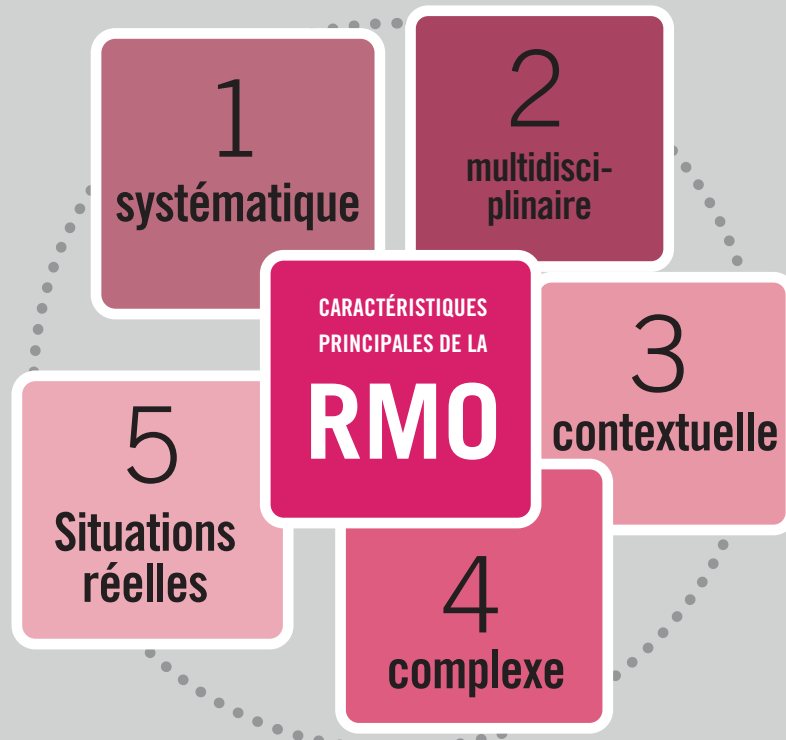 CARACTÉRISTIQUES
PRINCIPALES DE LA
RMO
1
systématique
2
multidisci-
plinaire
3
contextuelle
4
complexe
5
Situations
réelles